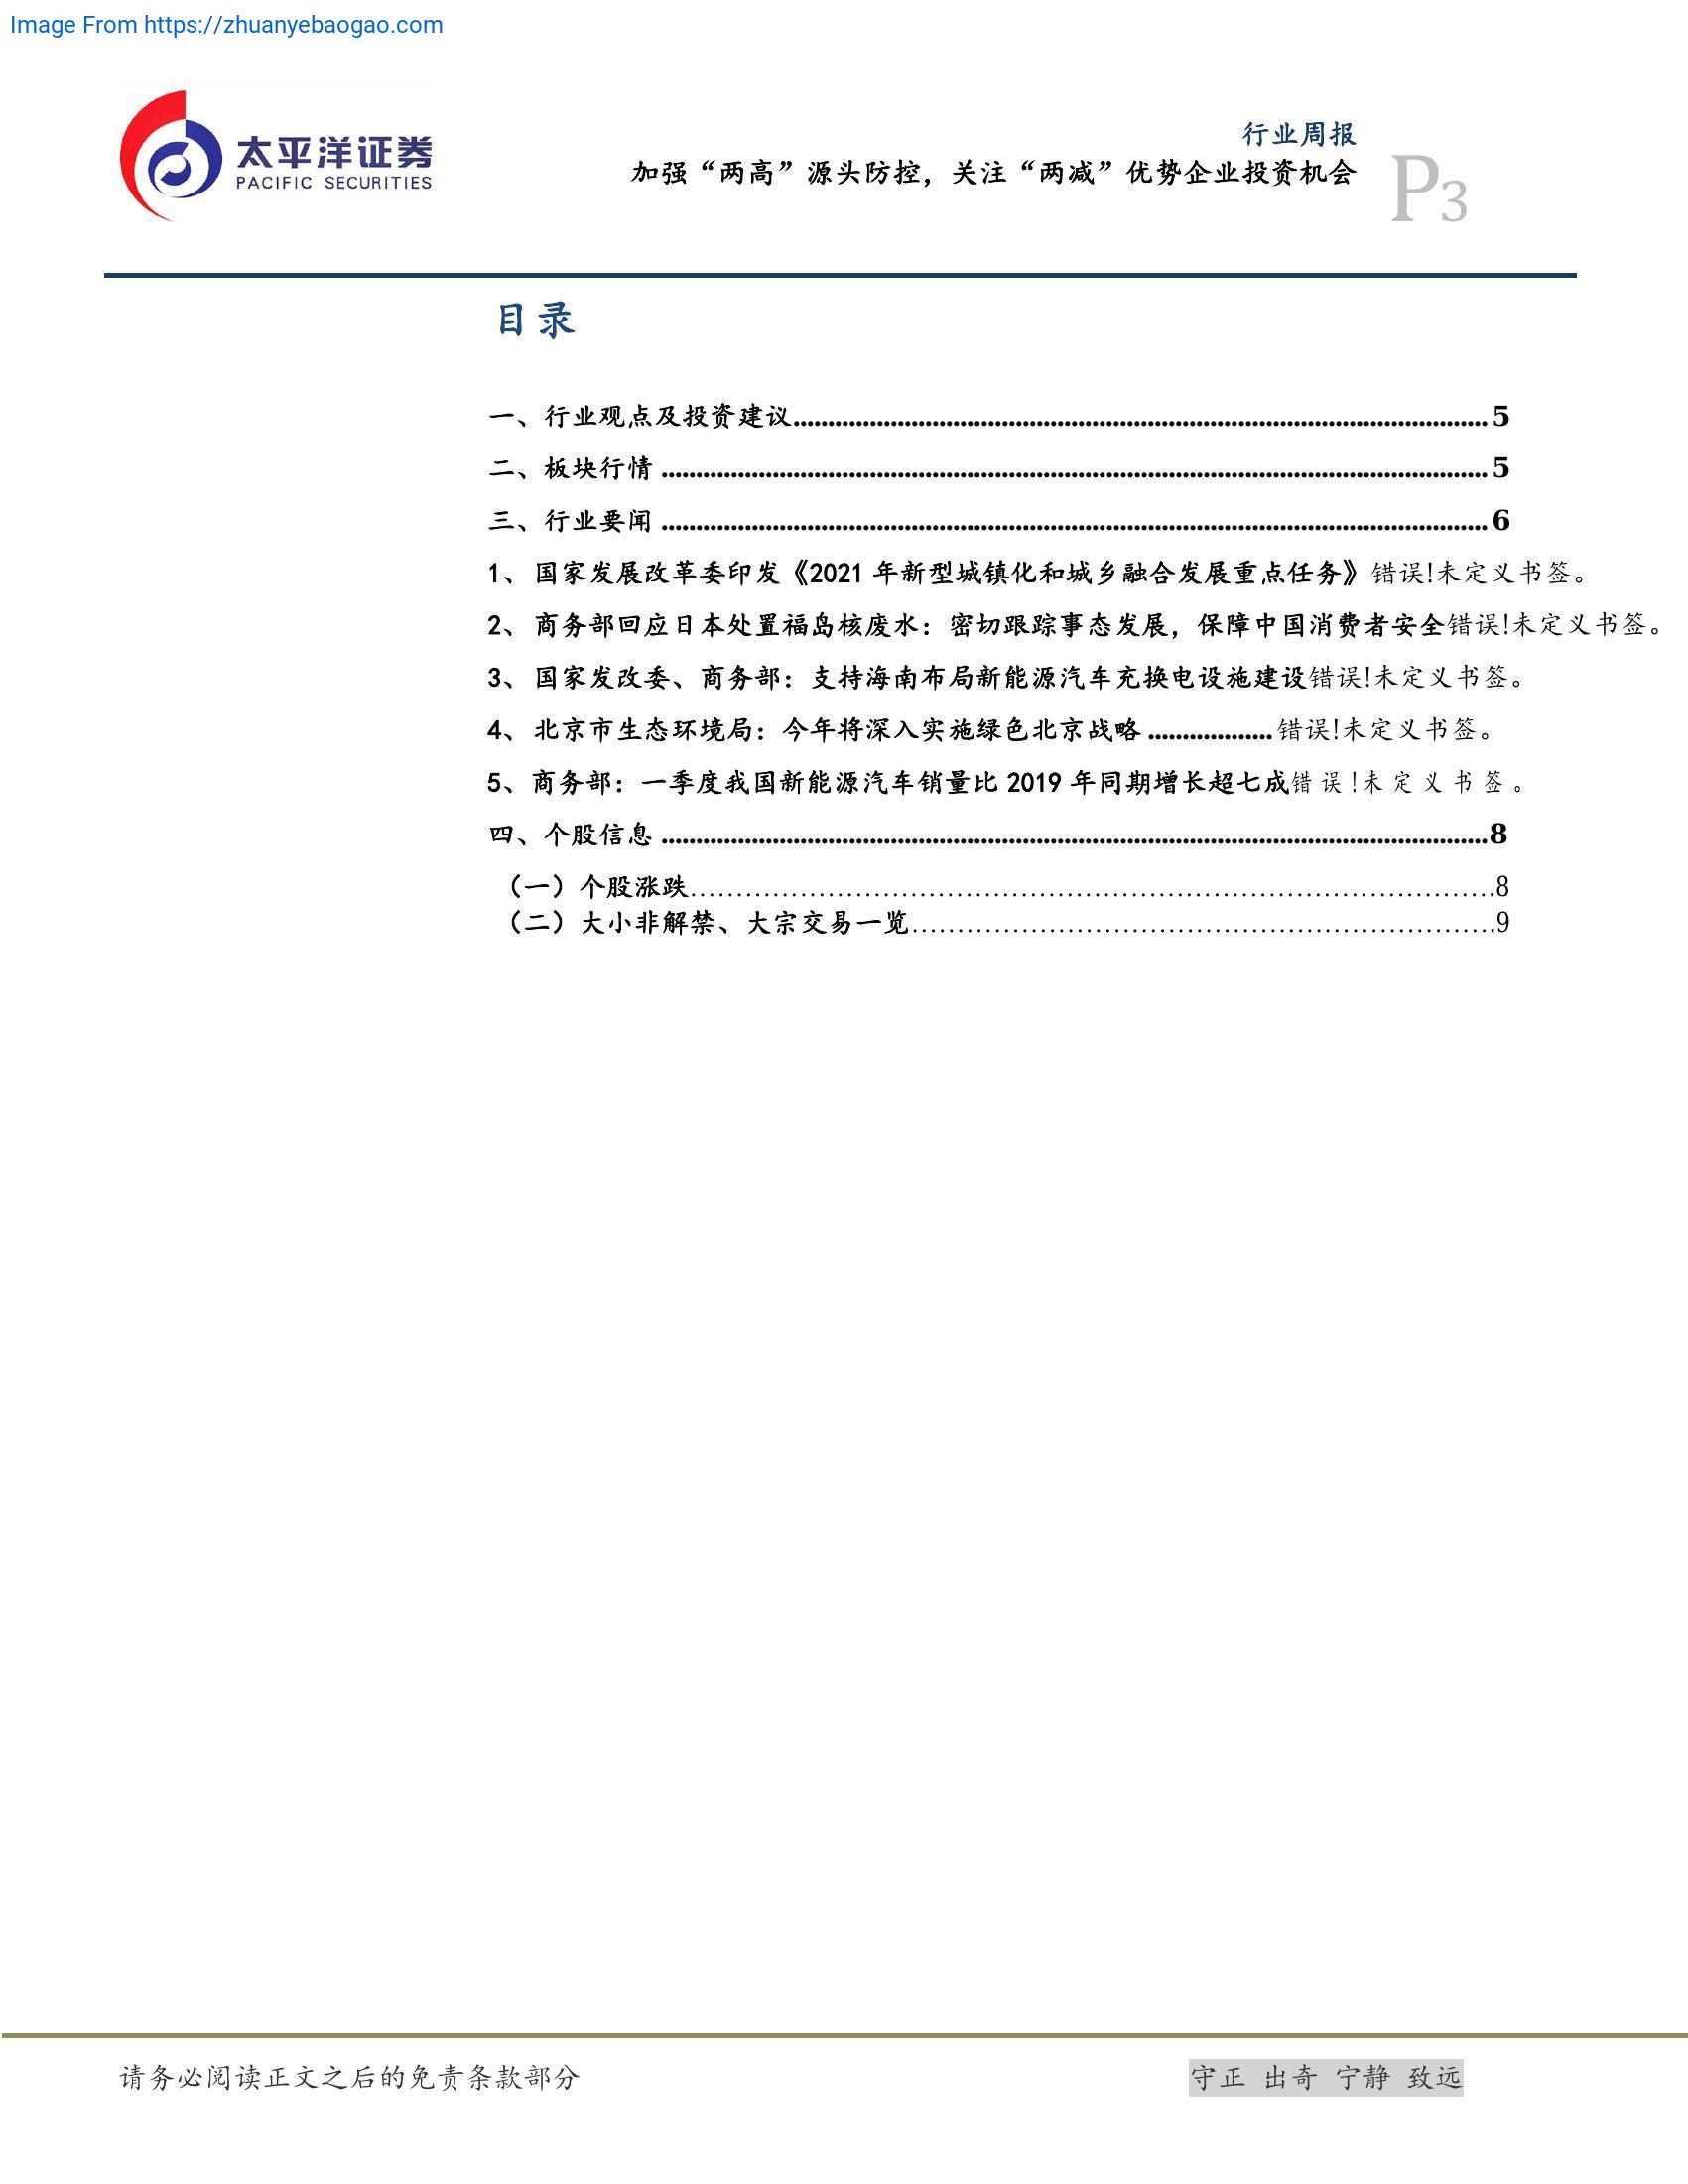 Image From https://zhuanyebaogao.com
太平洋证券
PACIFIC SECURITIES
行业周报
加强“两高”源头防控，关注“两减”优势企业投资机会
P3
目录
一、行业观点及投资建议.................................................................................................... 5
二、板块行情 ....................................................................................................................... 5
三、行业要闻 ....................................................................................................................... 6
1、 国家发展改革委印发《2021 年新型城镇化和城乡融合发展重点任务》错误!未定义书签。
2、 商务部回应日本处置福岛核废水：密切跟踪事态发展，保障中国消费者安全错误!未定义书签。
3、 国家发改委、商务部：支持海南布局新能源汽车充换电设施建设错误!未定义书签。
4、 北京市生态环境局：今年将深入实施绿色北京战略 ..................错误!未定义书签。
5、商务部：一季度我国新能源汽车销量比 2019 年同期增长超七成错误!未定义书签。
四、个股信息 .......................................................................................................................8
（一）个股涨跌........................................................................................8
（二）大小非解禁、大宗交易一览................................................................9
请务必阅读正文之后的免责条款部分
守正 出奇 宁静 致远